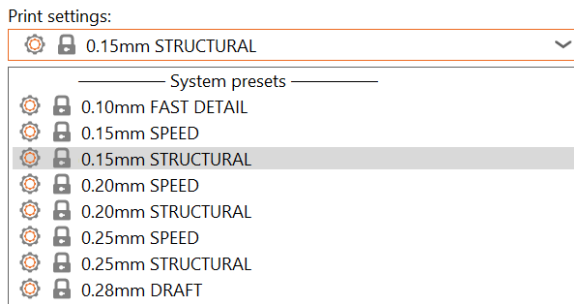 Print settings:
0.15mm STRUCTURAL
System presets
0.10mm FAST DETAIL
0.15mm SPEED
0.15mm STRUCTURAL
0.20mm SPEED
0.20mm STRUCTURAL
0.25mm SPEED
0.25mm STRUCTURAL
0.28mm DRAFT